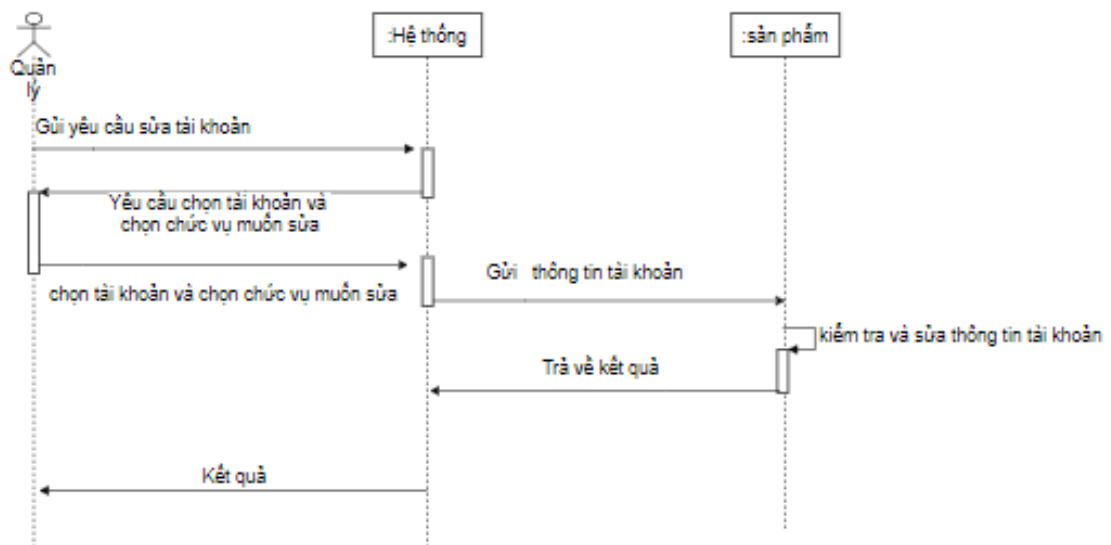 :Hệ thống
:sản phẩm
Quản
lý
Gửi yêu cầu sửa tài khoản
Yêu cầu chọn tài khoản và
chọn chức vụ muốn sửa
Gửi thông tin tài khoản
chọn tài khoản và chọn chức vụ muốn sửa
kiểm tra và sửa thông tin tài khoản
Trả về kết quả
Kết quả